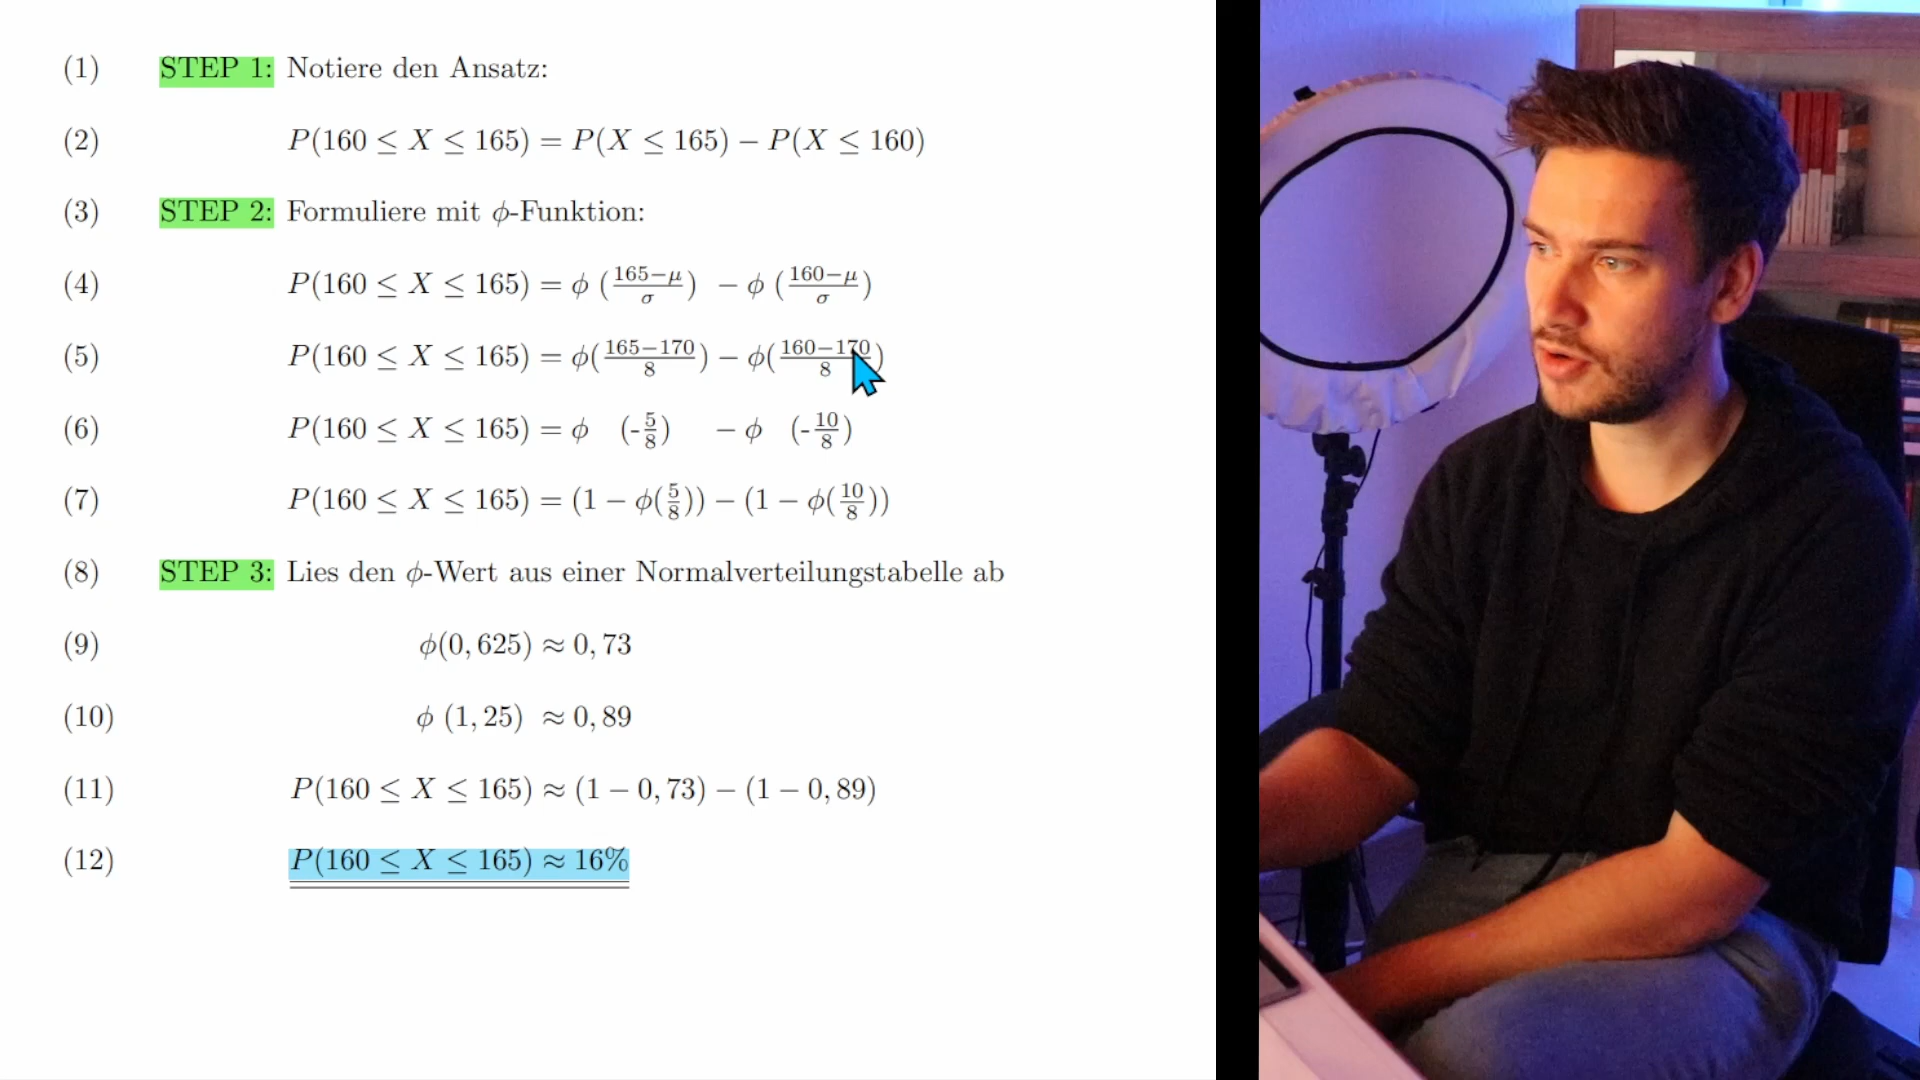 (1) STEP 1: Notiere den Ansatz:
(2) P(160 ≤ X ≤ 165) = P(X ≤ 165) − P(X ≤ 160)
(3) STEP 2: Formuliere mit ϕ-Funktion:
(4) P(160 ≤ X ≤ 165) = ϕ (165−μ/σ) − ϕ (160−μ/σ)
(5) P(160 ≤ X ≤ 165) = ϕ(165−170/8) − ϕ(160−170/8)
(6) P(160 ≤ X ≤ 165) = ϕ (-5/8) − ϕ (-10/8)
(7) P(160 ≤ X ≤ 165) = (1 − ϕ(5/8)) − (1 − ϕ(10/8))
(8) STEP 3: Lies den ϕ-Wert aus einer Normalverteilungstabelle ab
(9) ϕ(0, 625) ≈ 0, 73
(10) ϕ (1, 25) ≈ 0, 89
(11) P(160 ≤ X ≤ 165) ≈ (1 − 0, 73) − (1 − 0, 89)
(12) P(160 ≤ X ≤ 165) ≈ 16%